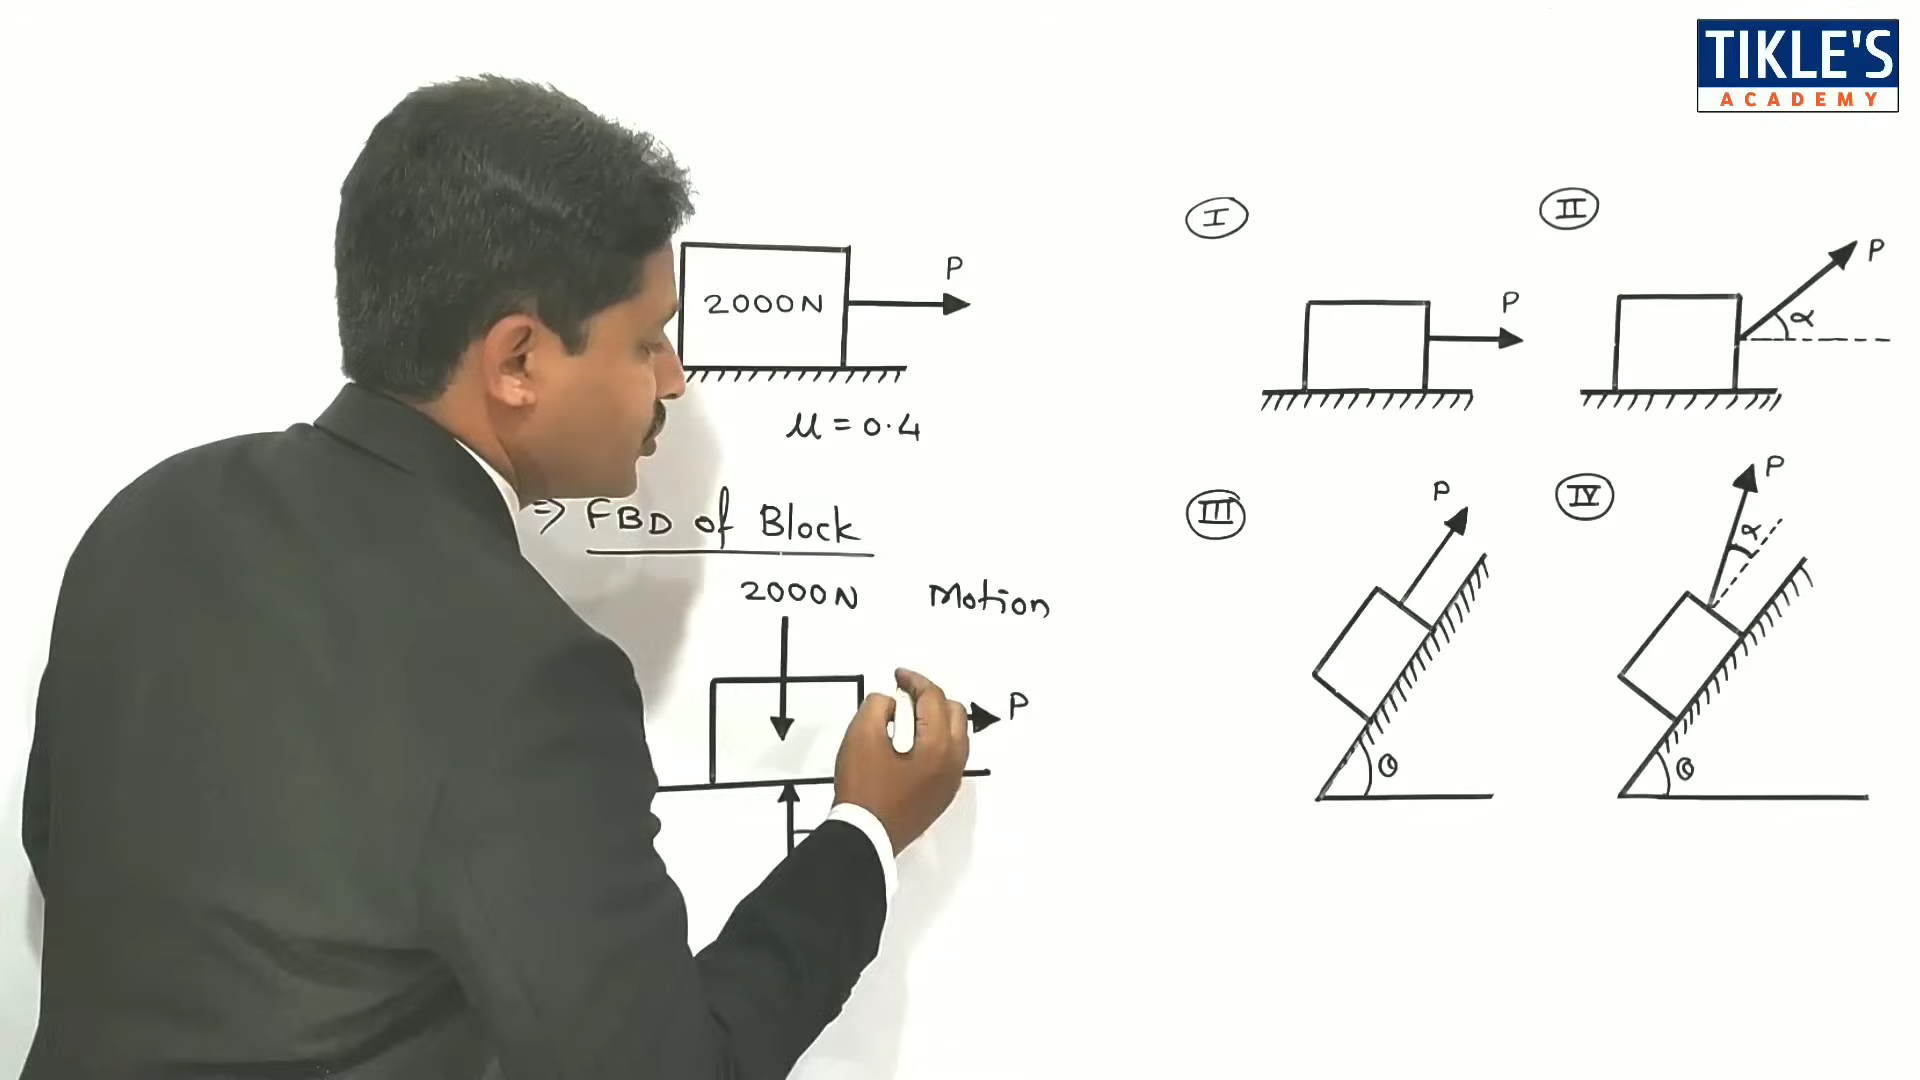 TIKLE'S
ACADEMY
2000N
P
μ = 0.4
⇒ FBD of Block
2000N
Motion
P
I
P
II
P
α
III
P
θ
IV
P
α
θ